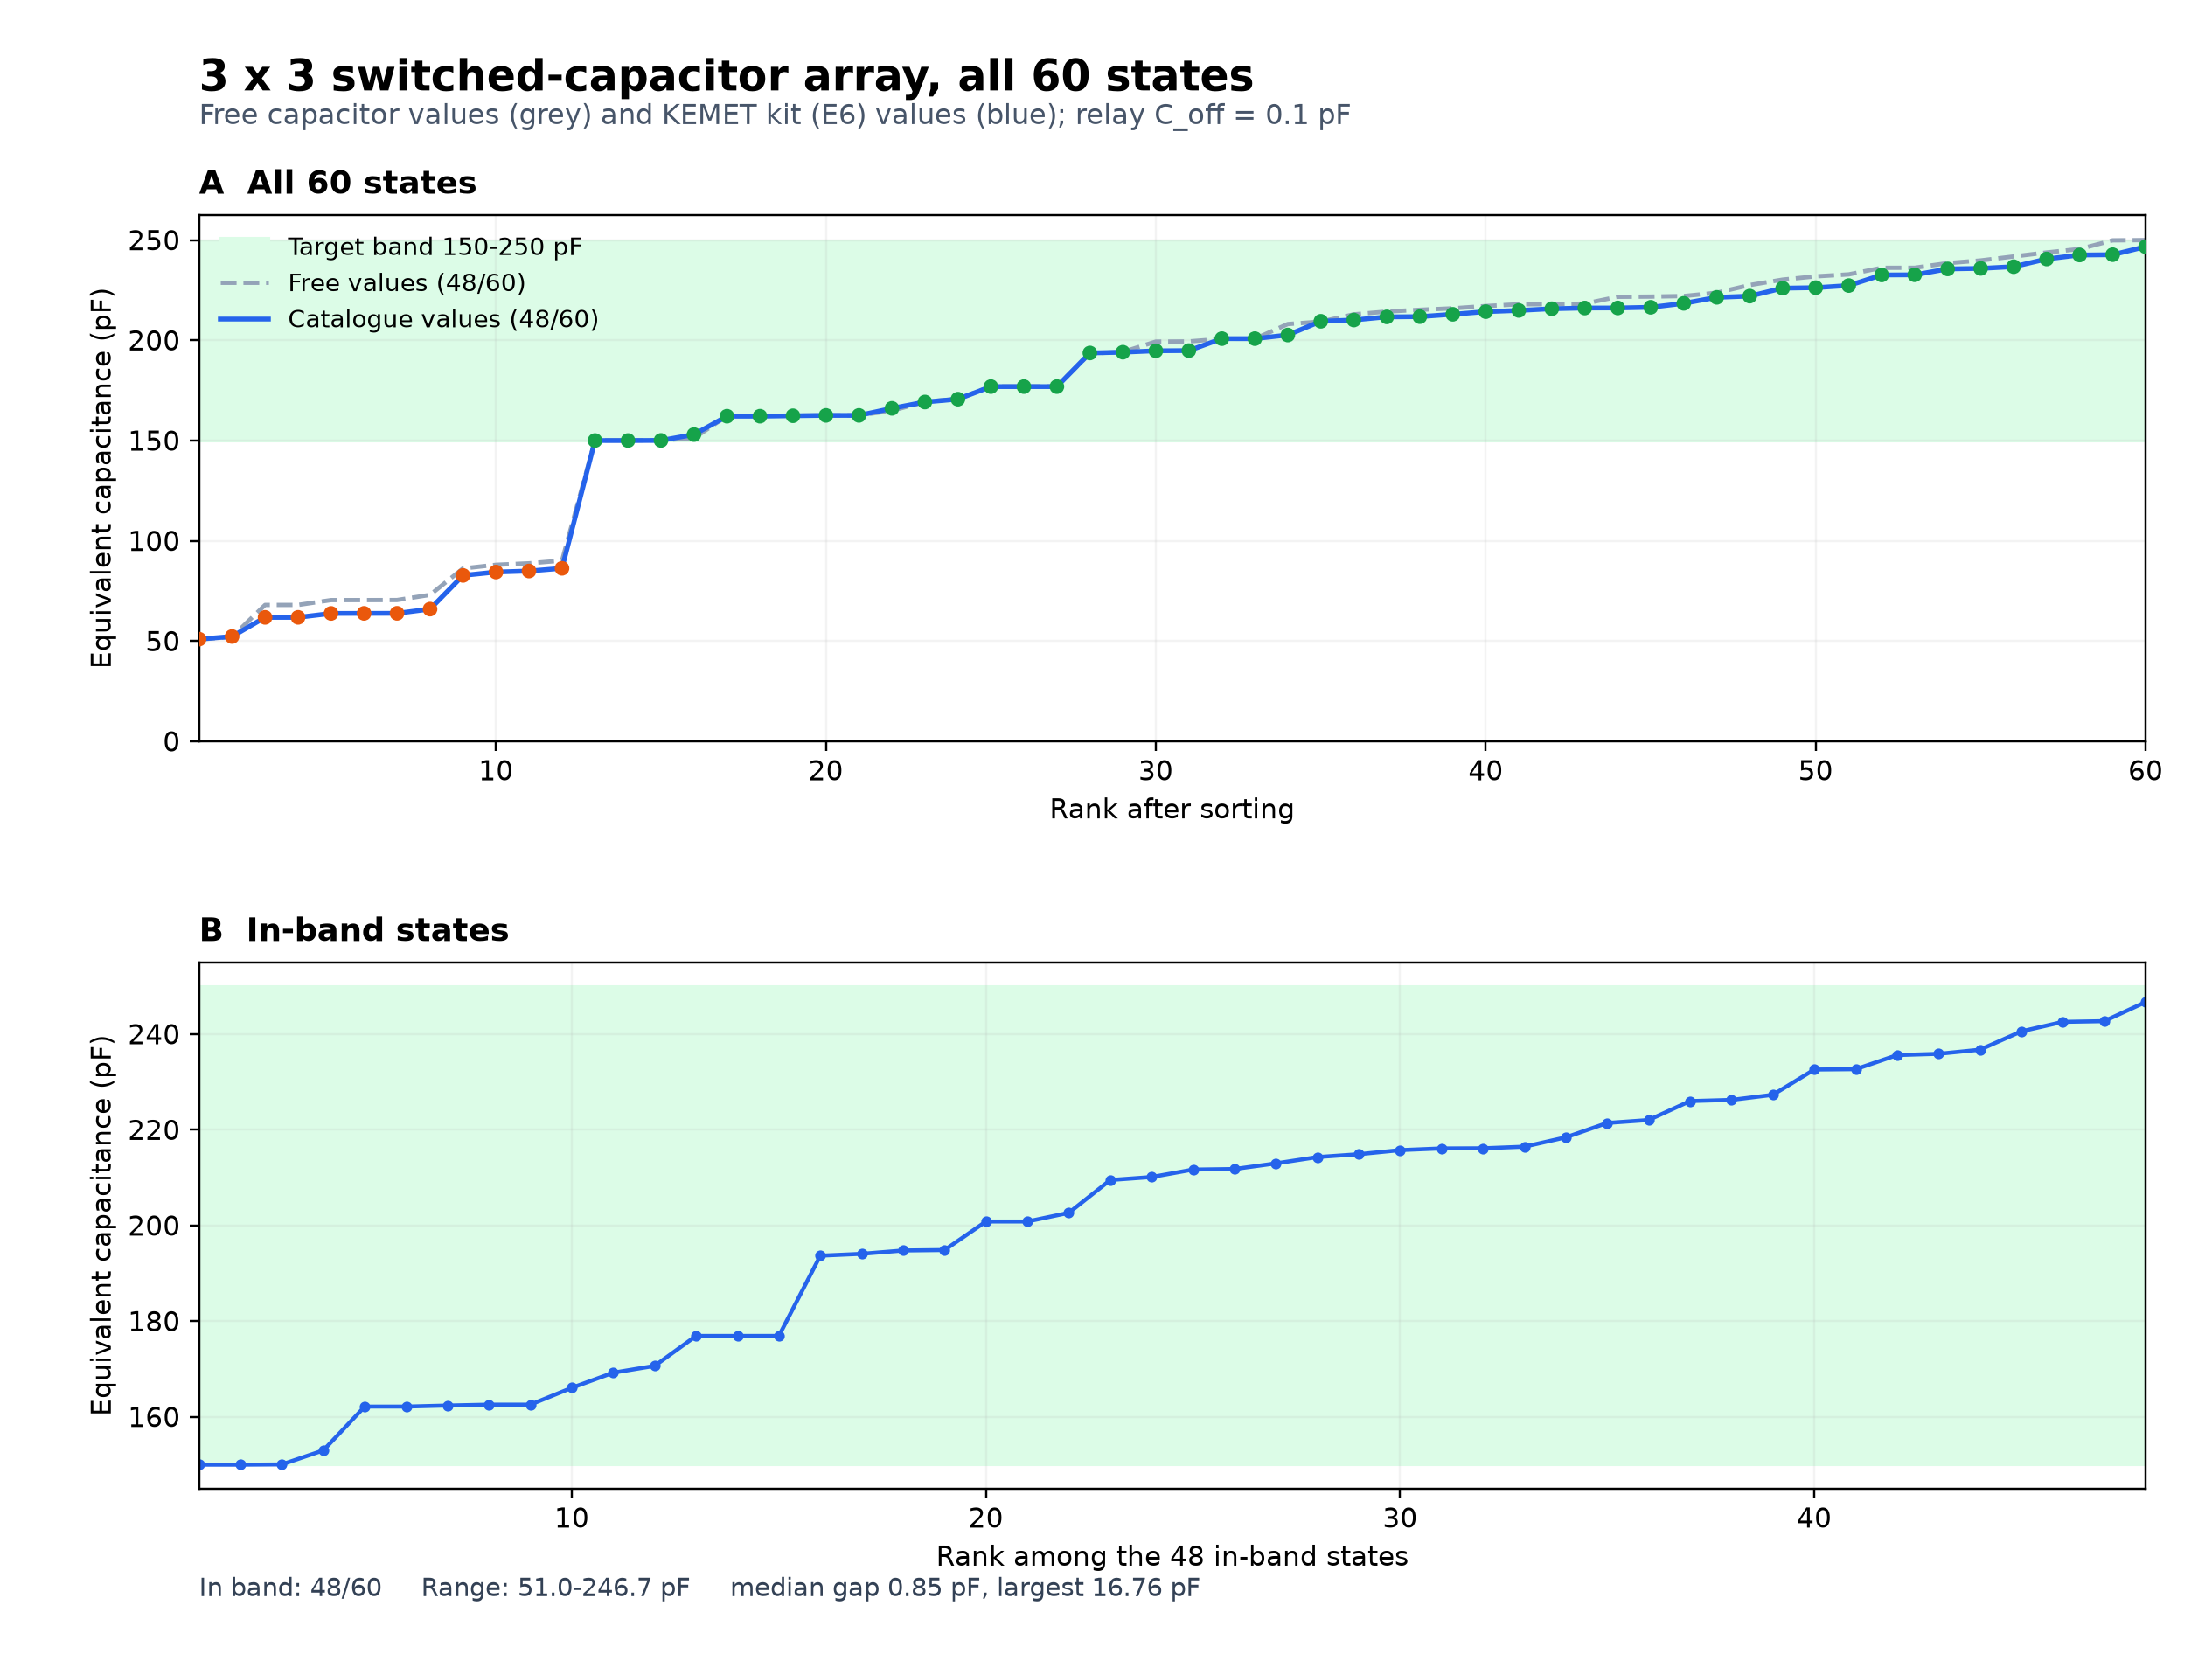 3 x 3 switched-capacitor array, all 60 states
Free capacitor values (grey) and KEMET kit (E6) values (blue); relay C_off = 0.1 pF
A  All 60 states
Target band 150-250 pF
Free values (48/60)
Catalogue values (48/60)
Equivalent capacitance (pF)
250
200
150
100
50
0
10
20
30
40
50
60
Rank after sorting
B  In-band states
Equivalent capacitance (pF)
240
220
200
180
160
10
20
30
40
Rank among the 48 in-band states
In band: 48/60     Range: 51.0-246.7 pF     median gap 0.85 pF, largest 16.76 pF